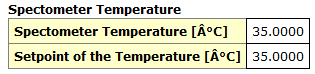 Spectometer Temperature
Spectometer Temperature [Â°C] 35.0000
Setpoint of the Temperature [Â°C] 35.0000